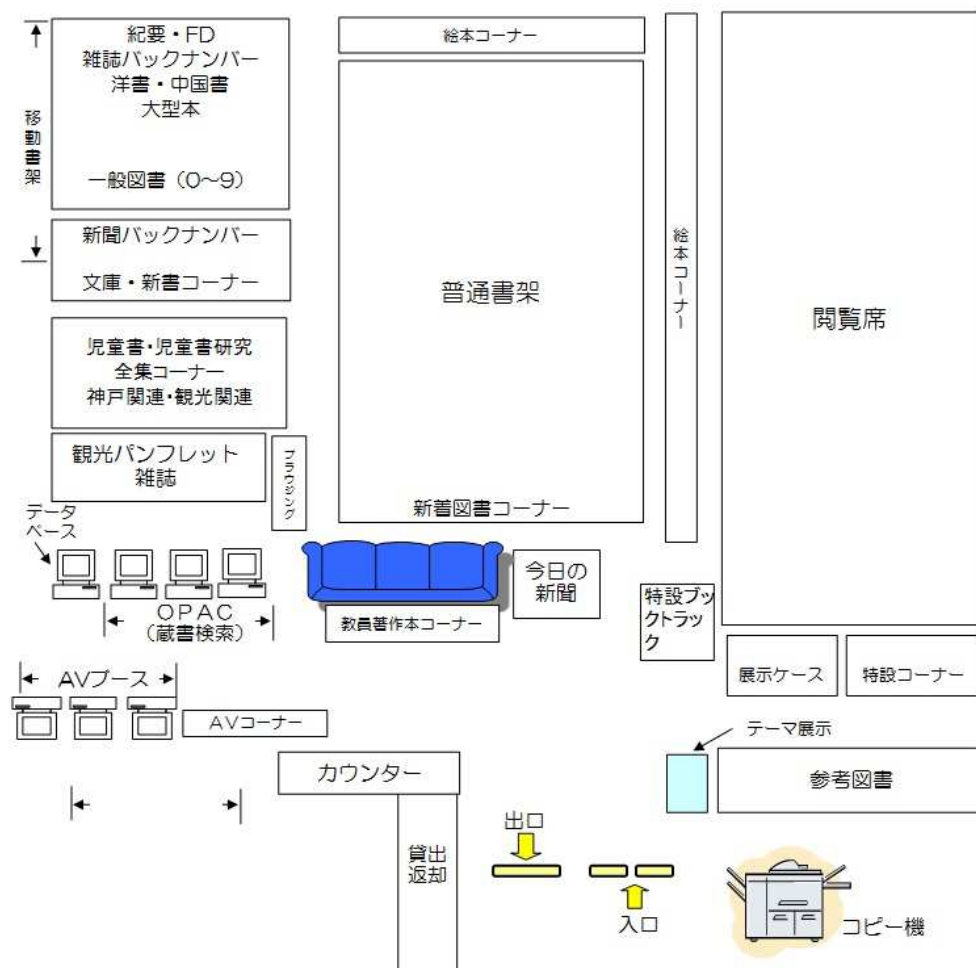 紀要・FD
雑誌バックナンバー
洋書・中国書
大型本
一般図書（0～9）
移動書架
新聞バックナンバー
文庫・新書コーナー
児童書・児童書研究
全集コーナー
神戸関連・観光関連
観光パンフレット
雑誌
ブラウジング
絵本コーナー
普通書架
新着図書コーナー
絵本コーナー
閲覧席
データ
ベース
OPAC
（蔵書検索）
今日の
新聞
教員著作本コーナー
特設ブッ
クトラッ
ク
展示ケース
特設コーナー
AVブース
AVコーナー
テーマ展示
参考図書
カウンター
貸出
返却
出口
入口
コピー機